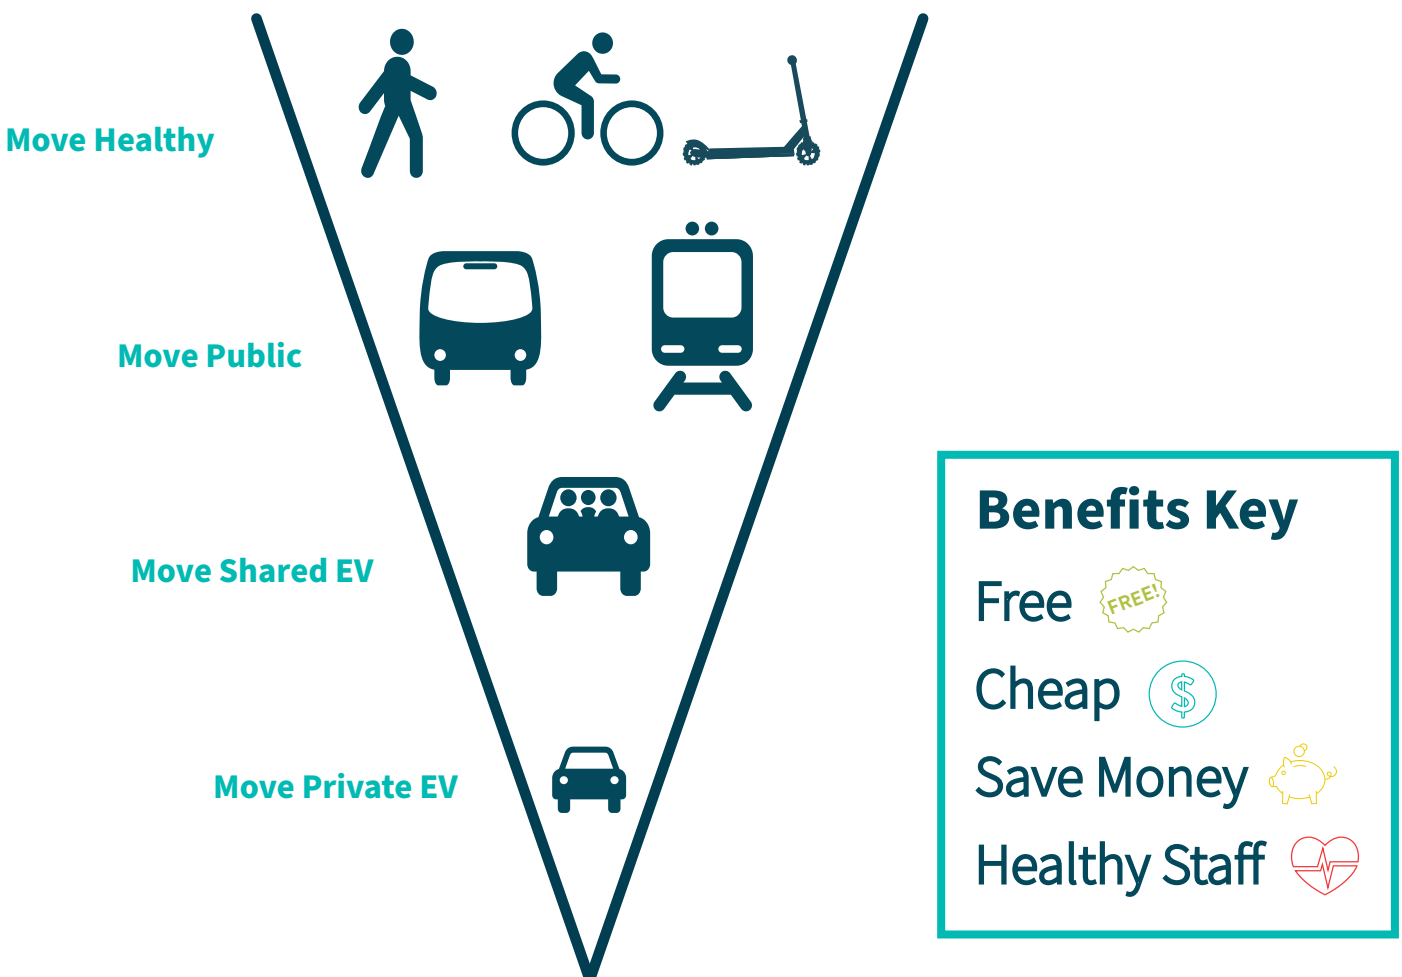 Move Healthy
Move Public
Move Shared EV
Move Private EV
Benefits Key
Free FREE!
Cheap $
Save Money
Healthy Staff